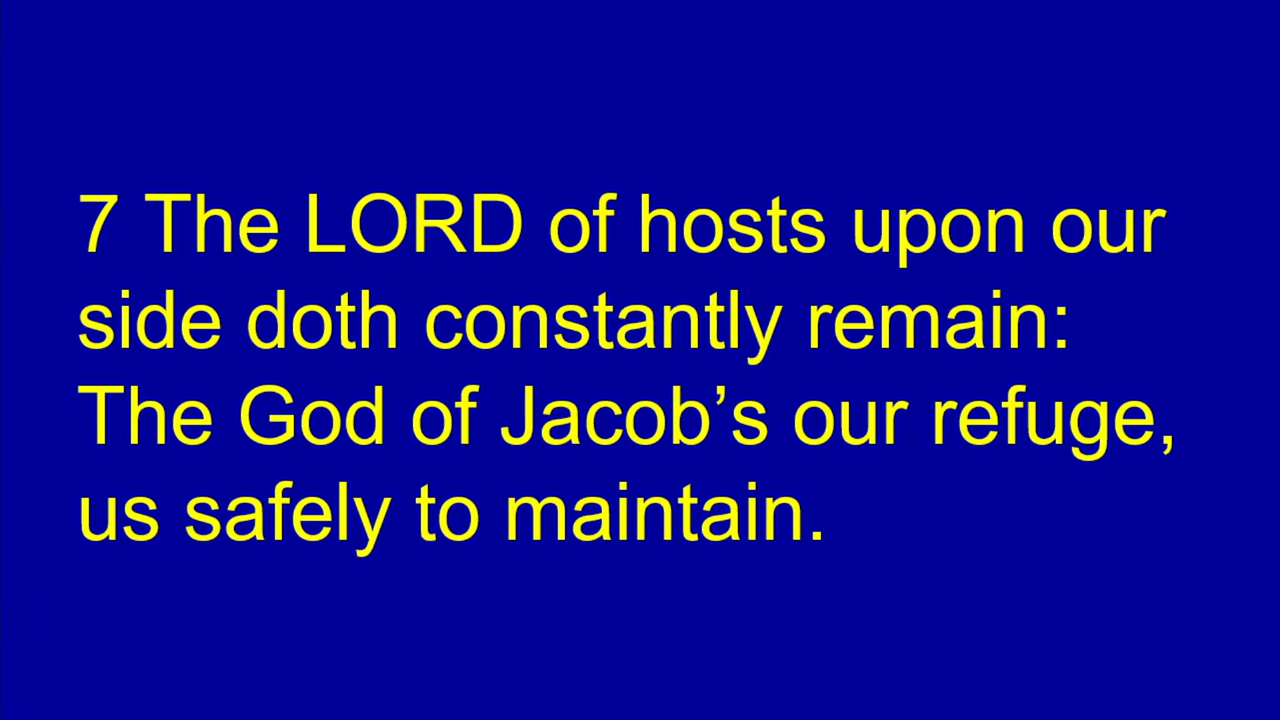 7 The LORD of hosts upon our
side doth constantly remain:
The God of Jacob’s our refuge,
us safely to maintain.